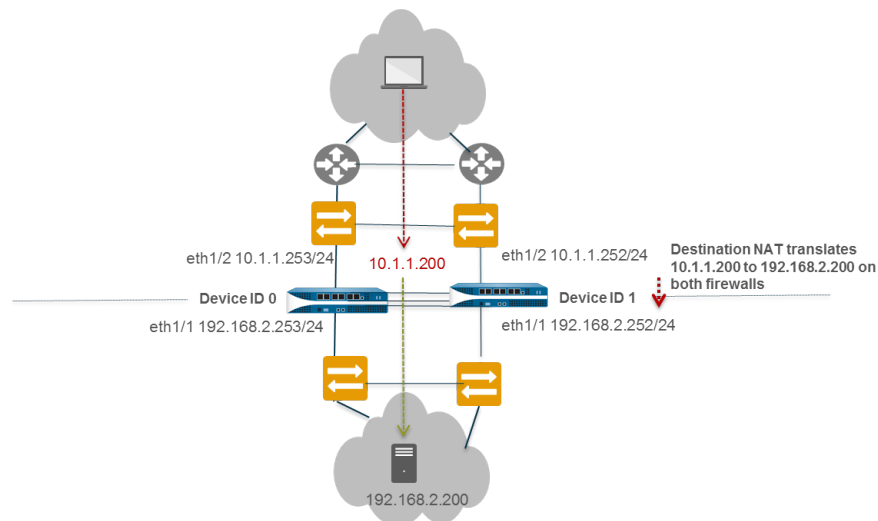 eth1/2 10.1.1.253/24
10.1.1.200
eth1/2 10.1.1.252/24
Destination NAT translates
10.1.1.200 to 192.168.2.200 on
both firewalls
Device ID 0
Device ID 1
eth1/1 192.168.2.253/24
eth1/1 192.168.2.252/24
192.168.2.200